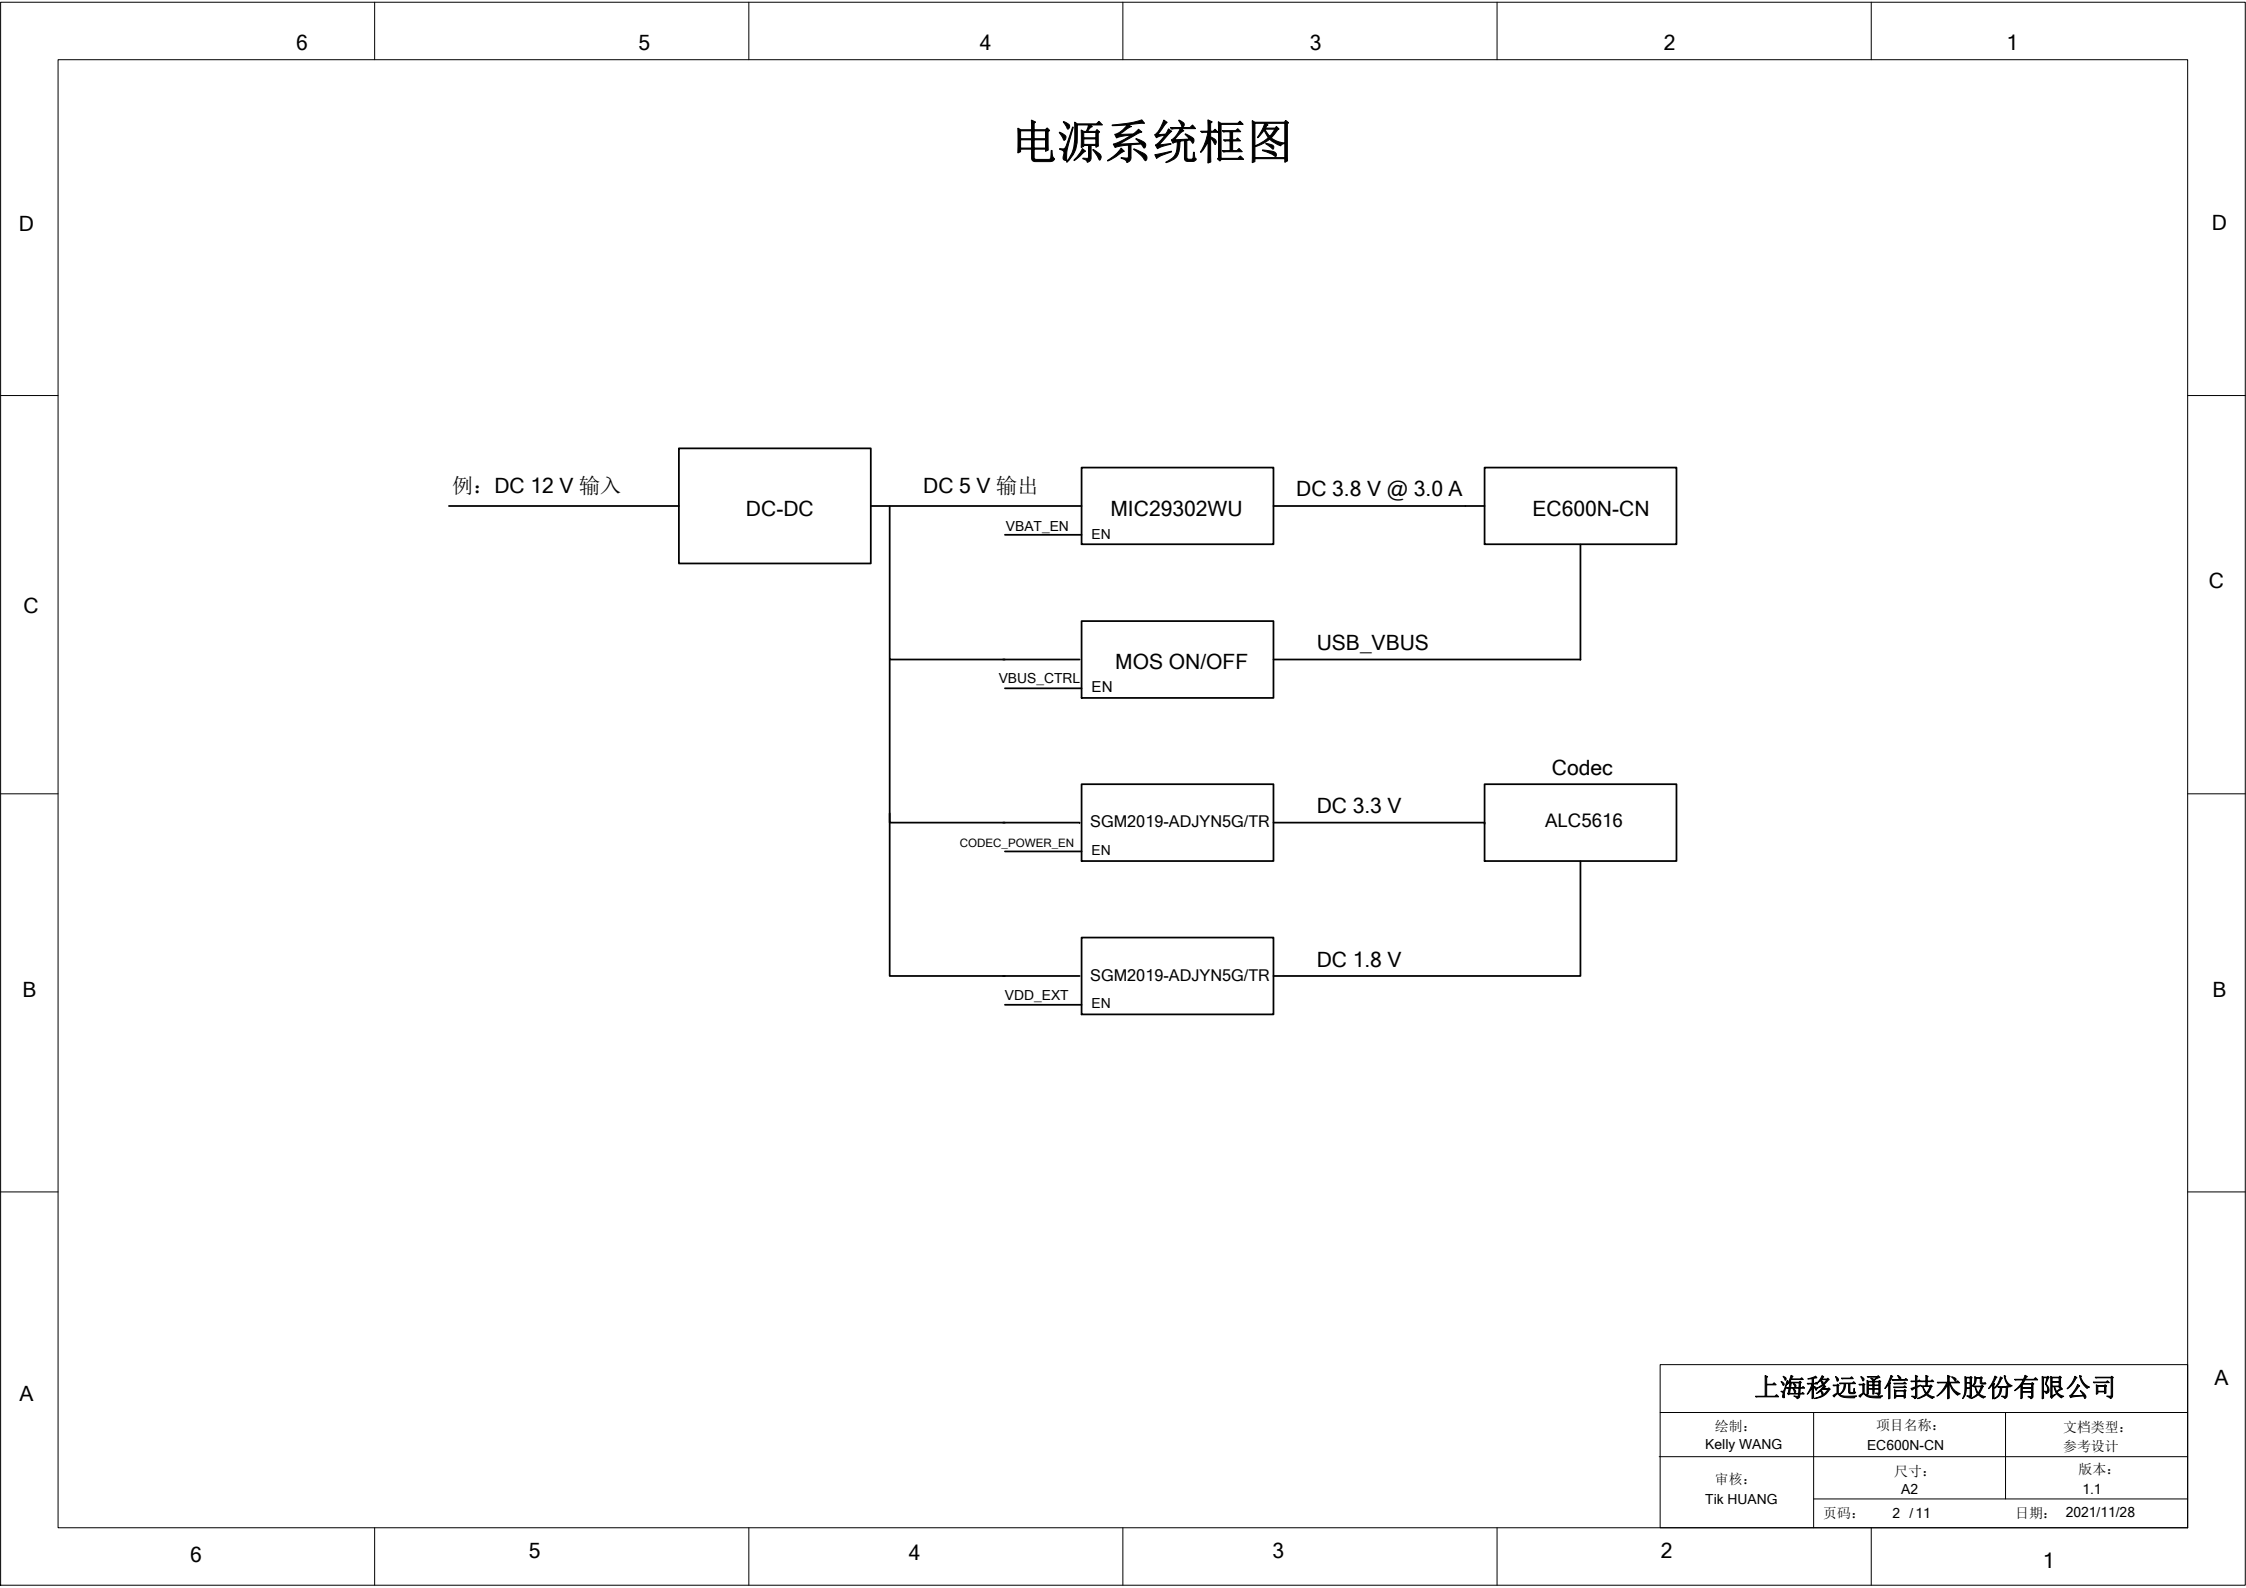 6 5 4 3 2 1
电源系统框图
D D
例：DC 12 V 输入
DC-DC
DC 5 V 输出
VBAT_EN
MIC29302WU
EN
DC 3.8 V @ 3.0 A
EC600N-CN
C C
MOS ON/OFF
VBUS_CTRL
EN
USB_VBUS
Codec
SGM2019-ADJYN5G/TR
CODEC_POWER_EN
EN
DC 3.3 V
ALC5616
B B
SGM2019-ADJYN5G/TR
VDD_EXT
EN
DC 1.8 V
A A
上海移远通信技术股份有限公司
绘制：
Kelly WANG
项目名称：
EC600N-CN
文档类型：
参考设计
审核：
Tik HUANG
尺寸：
A2
版本：
1.1
页码： 2 / 11
日期： 2021/11/28
6 5 4 3 2 1